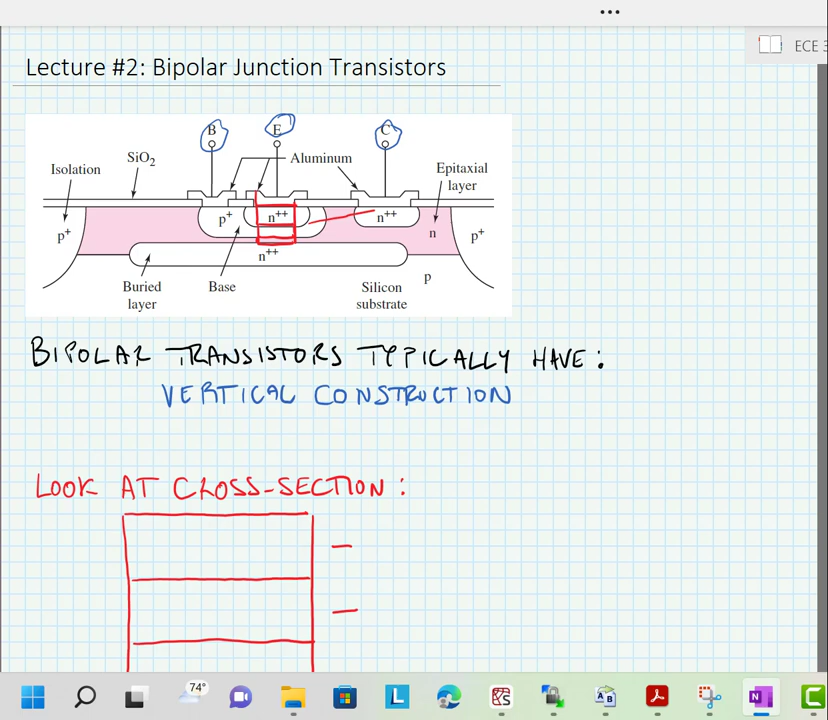 ECE 3
Lecture #2: Bipolar Junction Transistors
B E C
SiO2 Aluminum
Isolation Epitaxial
layer
p+ n++ n++
p+ n p+
n++
p
Buried Base Silicon
layer substrate
BIPOLAR TRANSISTORS TYPICALLY HAVE:
VERTICAL CONSTRUCTION
LOOK AT CROSS-SECTION:
74°